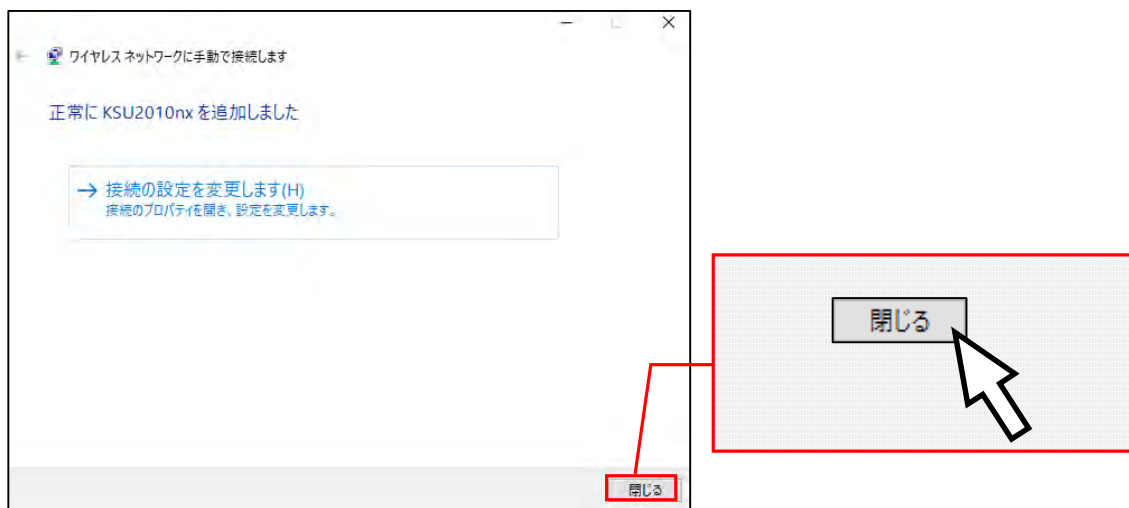 ワイヤレス ネットワークに手動で接続します
正常に KSU2010nx を追加しました
→ 接続の設定を変更します(H)
接続のプロパティを開き、設定を変更します。
閉じる
閉じる